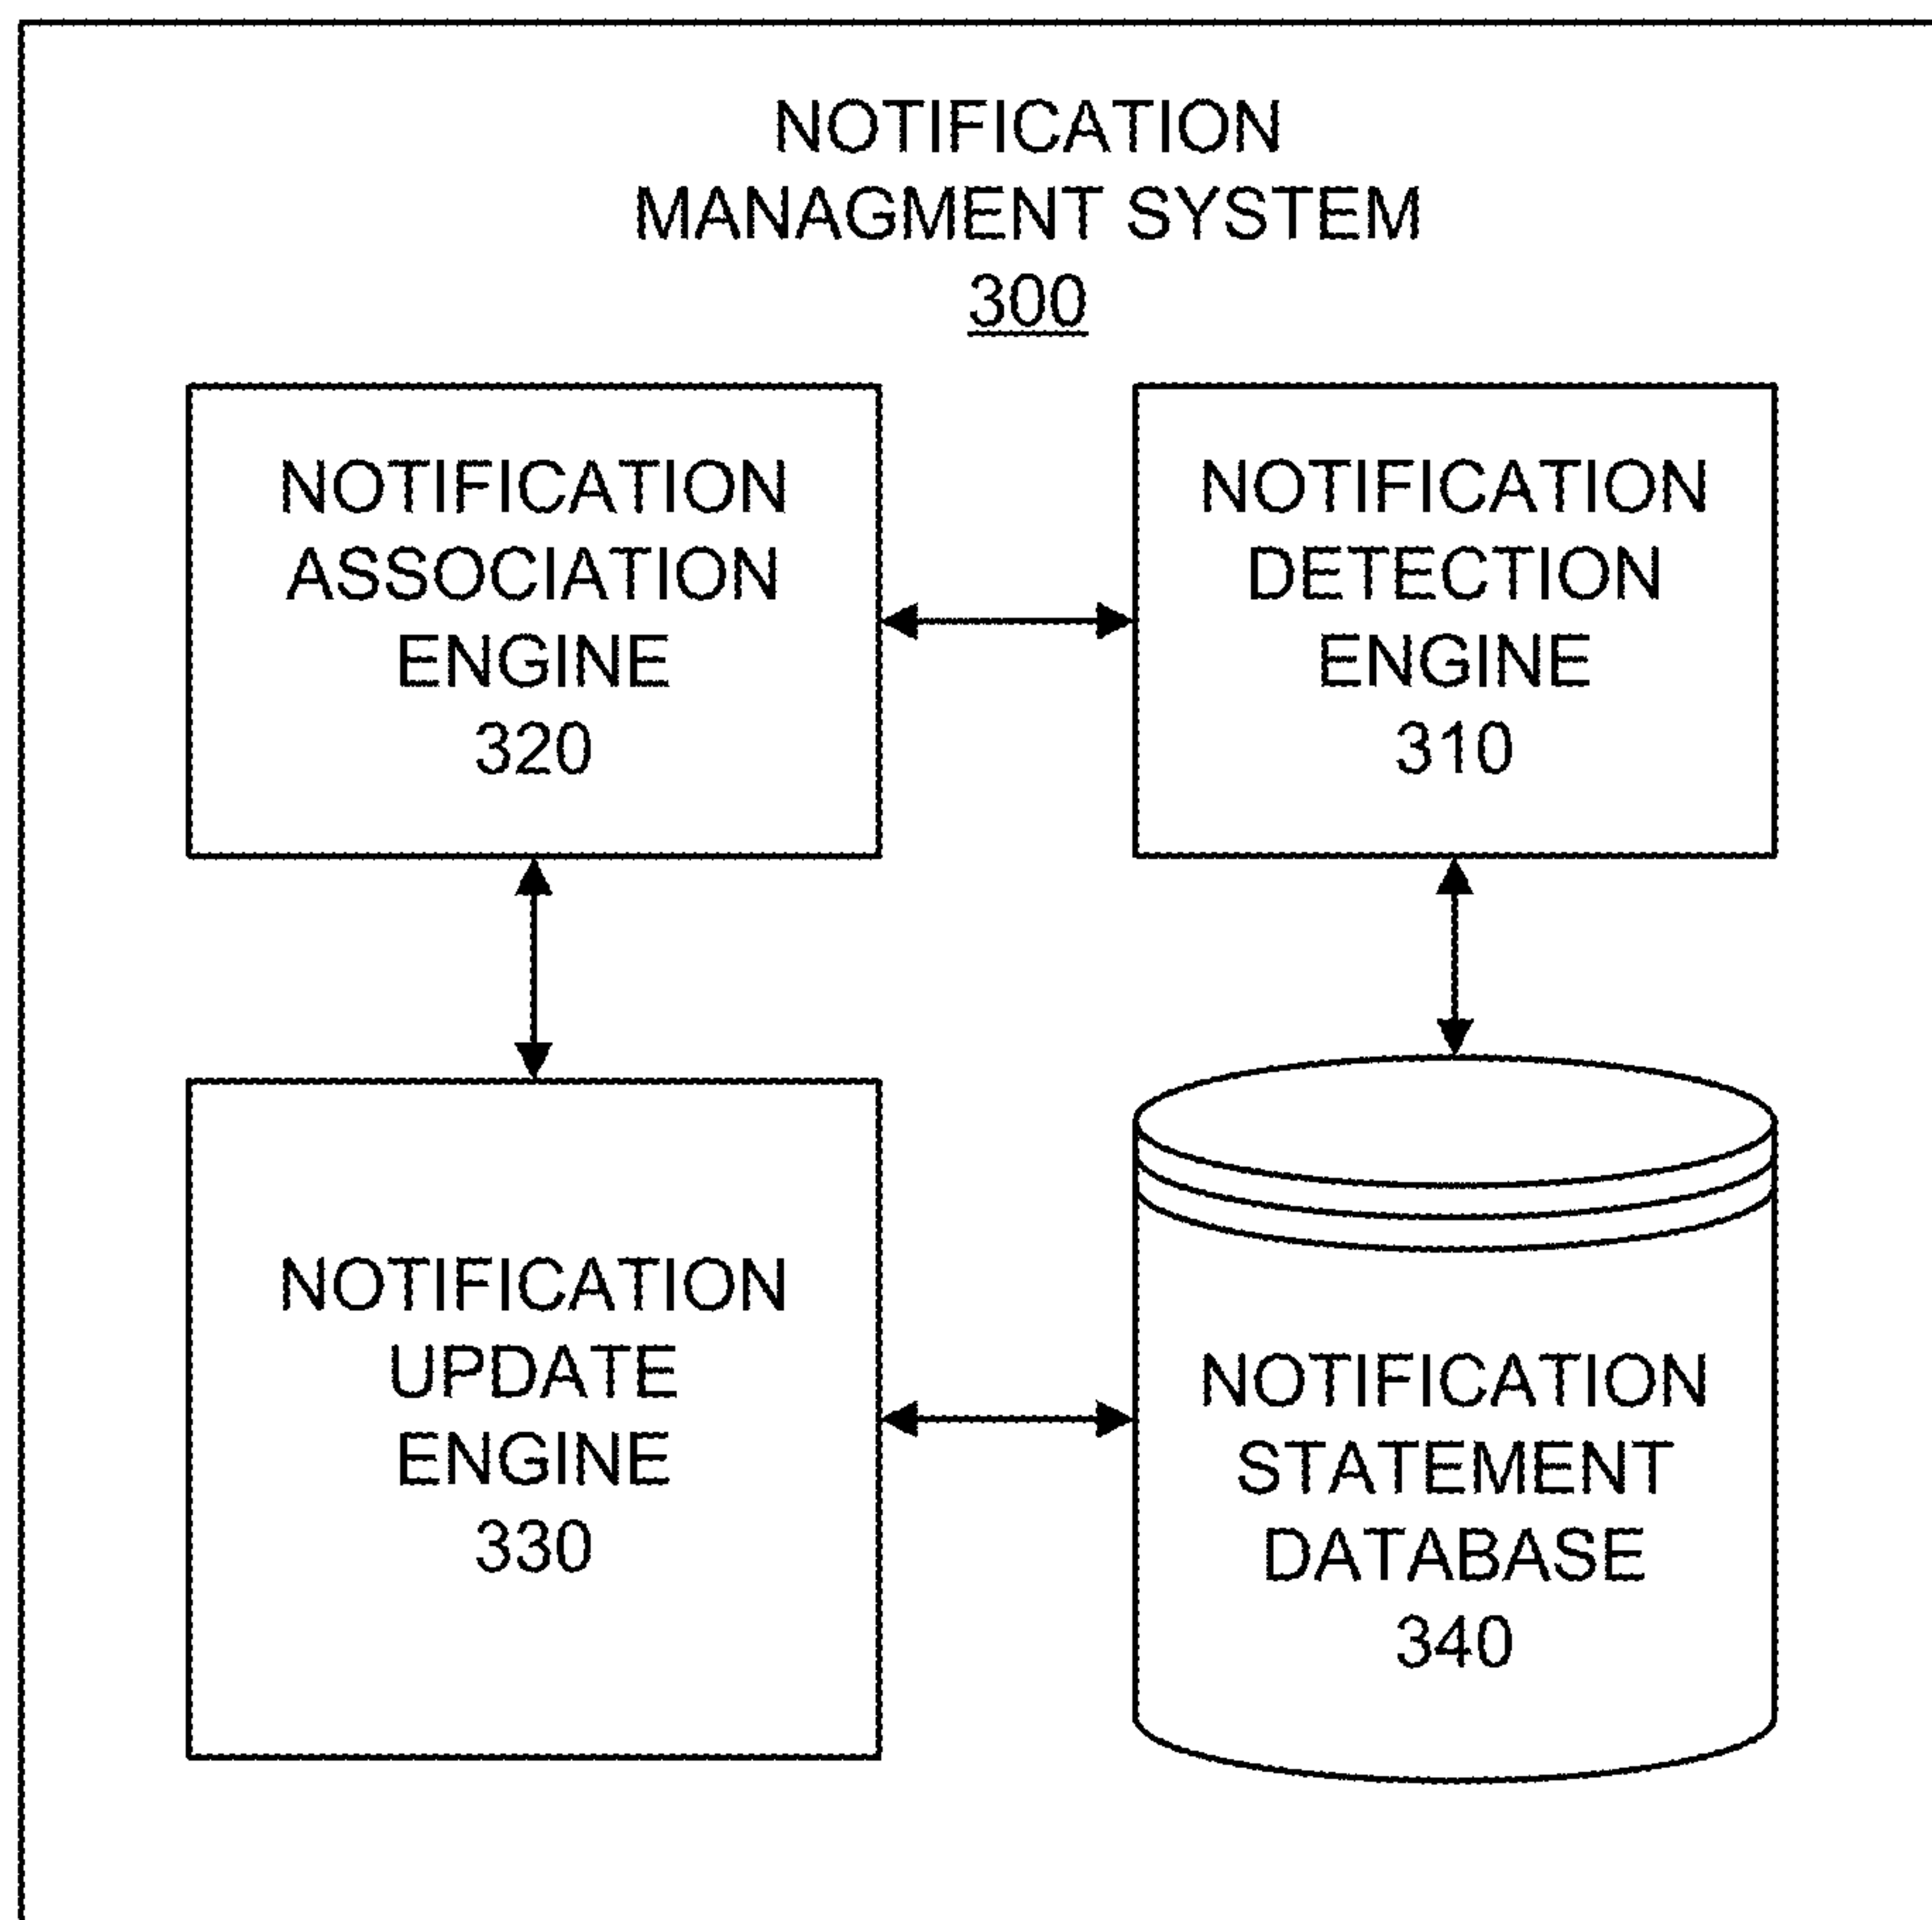 NOTIFICATION
MANAGMENT SYSTEM
300
NOTIFICATION
ASSOCIATION
ENGINE
320
NOTIFICATION
DETECTION
ENGINE
310
NOTIFICATION
UPDATE
ENGINE
330
NOTIFICATION
STATEMENT
DATABASE
340